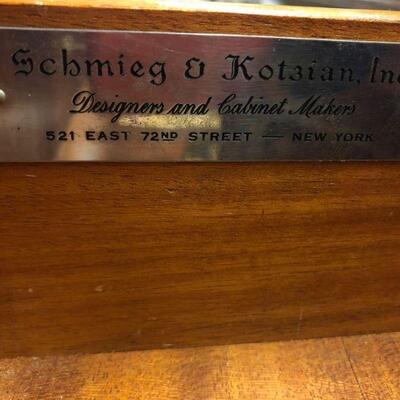 Schmieg & Kotzian, Inc
Designers and Cabinet Makers
521 EAST 72ND STREET — NEW YORK